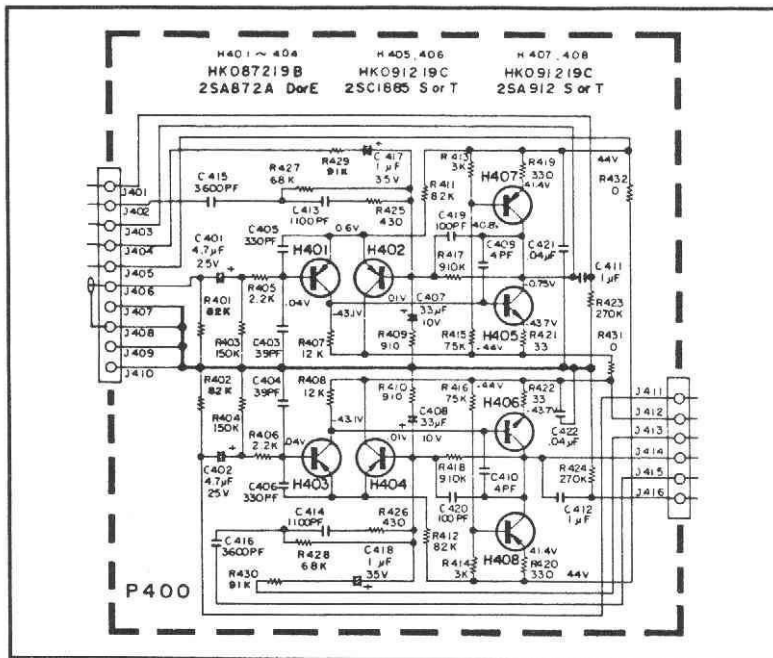 H401 ~ 404
HK087219B
2SA872A DorE
H405, 406
HK091219C
2SC1885 S or T
H407, 408
HK091219C
2SA912 S or T
J401
J402
J403
J404
J405
J406
J407
J408
J409
J410
C415
3600PF
R427
68K
R429
91K
C417
1µF
35V
C413
1100PF
R425
430
R411
82K
R413
3K
H407
R419
330
41.4V
44V
R432
0
C401
4.7µF
25V
C405
330PF
0.6V
H401
H402
C419
100PF
40.8V
C409
4PF
C421
.04µF
C411
1µF
R405
2.2K
.04V
R417
910K
-0.75V
R423
270K
R401
82K
R403
150K
C403
39PF
-43.1V
R407
12K
.01V
C407
33µF
10V
R409
910
R415
75K
-44V
H405
-43.7V
R421
33
R431
0
R402
82K
R404
150K
C404
39PF
R408
12K
R410
910
R416
75K
-44V
H406
R422
33
-43.7V
C422
.04µF
J411
J412
J413
J414
J415
J416
-43.1V
C408
33µF
10V
.01V
R406
2.2K
.04V
C402
4.7µF
25V
C406
330PF
H403
H404
R418
910K
C410
4PF
R424
270K
C420
100PF
C412
1µF
C414
1100PF
R426
430
R412
82K
C416
3600PF
R428
68K
C418
1µF
35V
R430
91K
R414
3K
H408
41.4V
R420
330
44V
P400